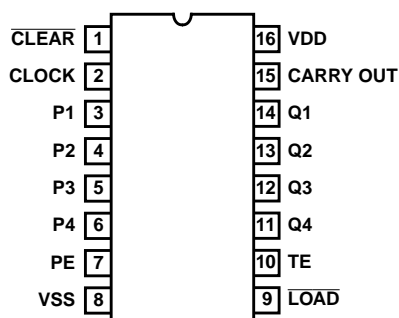 CLEAR 1 16 VDD
CLOCK 2 15 CARRY OUT
P1 3 14 Q1
P2 4 13 Q2
P3 5 12 Q3
P4 6 11 Q4
PE 7 10 TE
VSS 8 9 LOAD